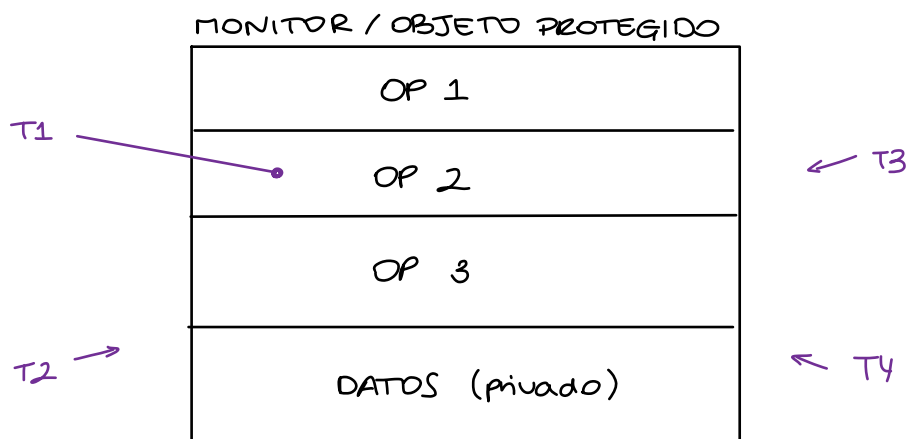 MONITOR / OBJETO PROTEGIDO
OP 1
T1
OP 2
T3
OP 3
T2
T4
DATOS (privado)